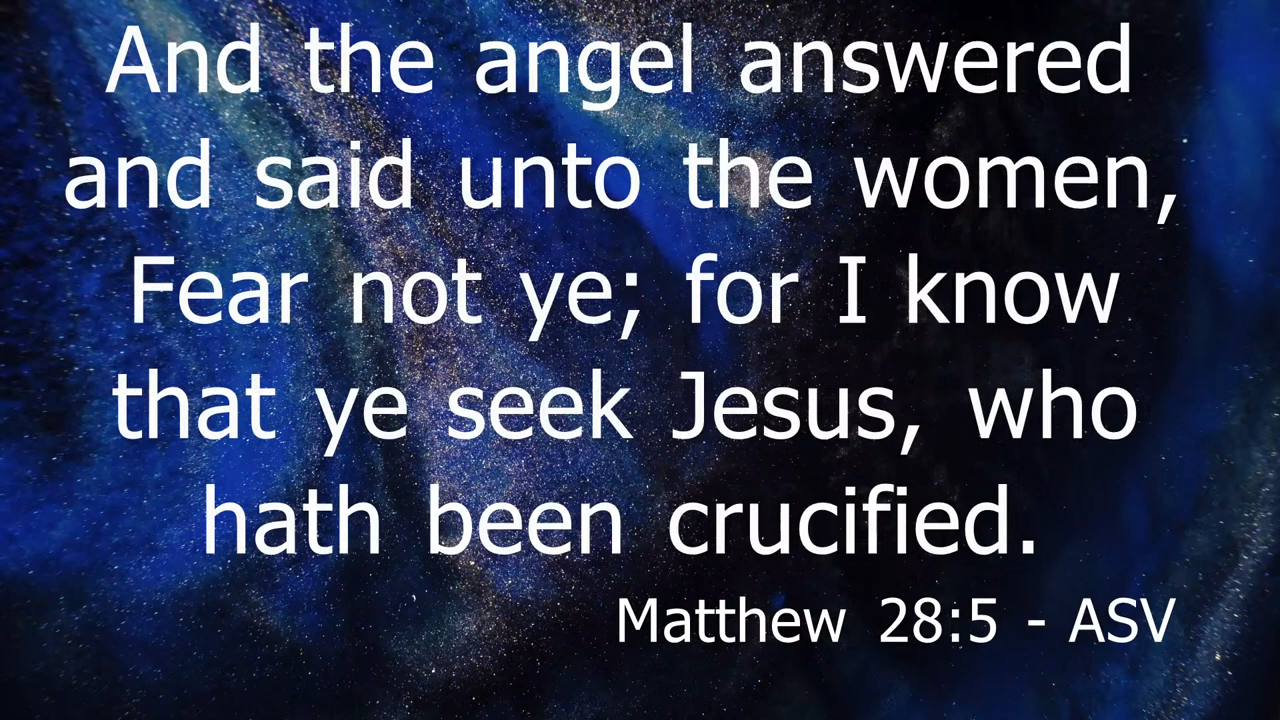 And the angel answered
and said unto the women,
Fear not ye; for I know
that ye seek Jesus, who
hath been crucified.
Matthew 28:5 - ASV